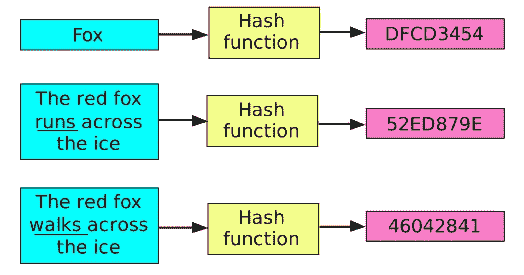 Fox
Hash
function
DFCD3454
The red fox
runs across
the ice
Hash
function
52ED879E
The red fox
walks across
the ice
Hash
function
46042841